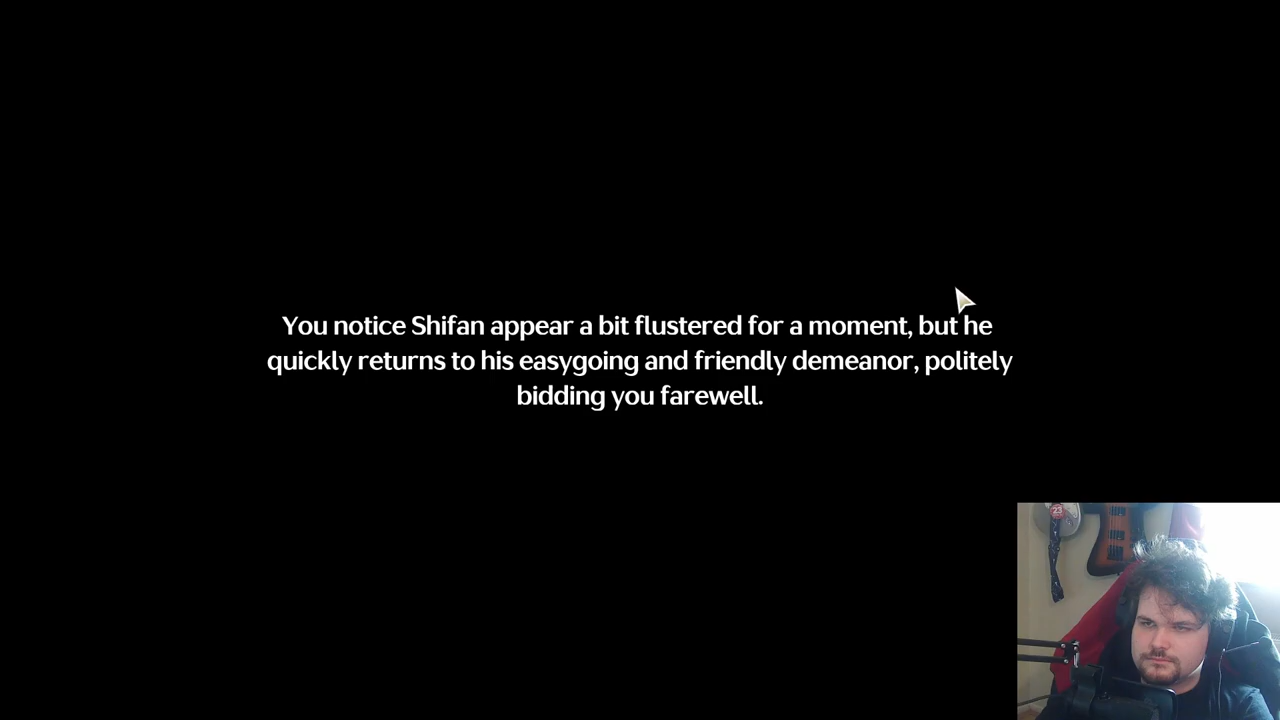 You notice Shifan appear a bit flustered for a moment, but he
quickly returns to his easygoing and friendly demeanor, politely
bidding you farewell.
23